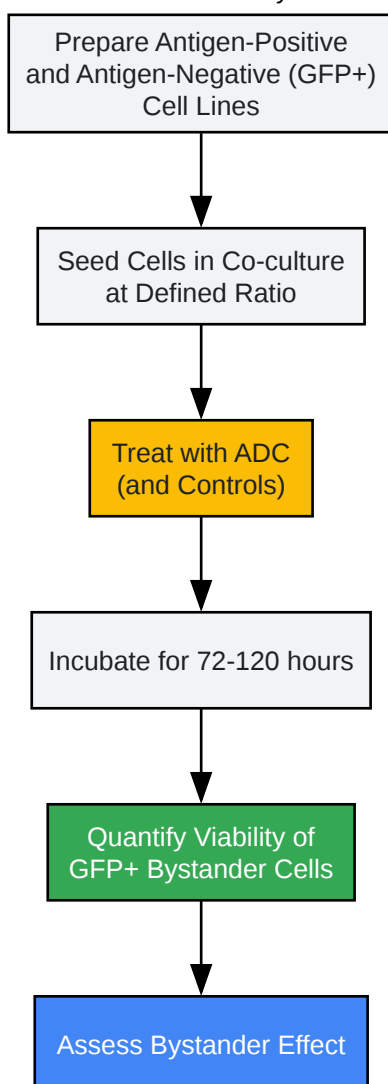 Prepare Antigen-Positive
and Antigen-Negative (GFP+)
Cell Lines
Seed Cells in Co-culture
at Defined Ratio
Treat with ADC
(and Controls)
Incubate for 72-120 hours
Quantify Viability of
GFP+ Bystander Cells
Assess Bystander Effect